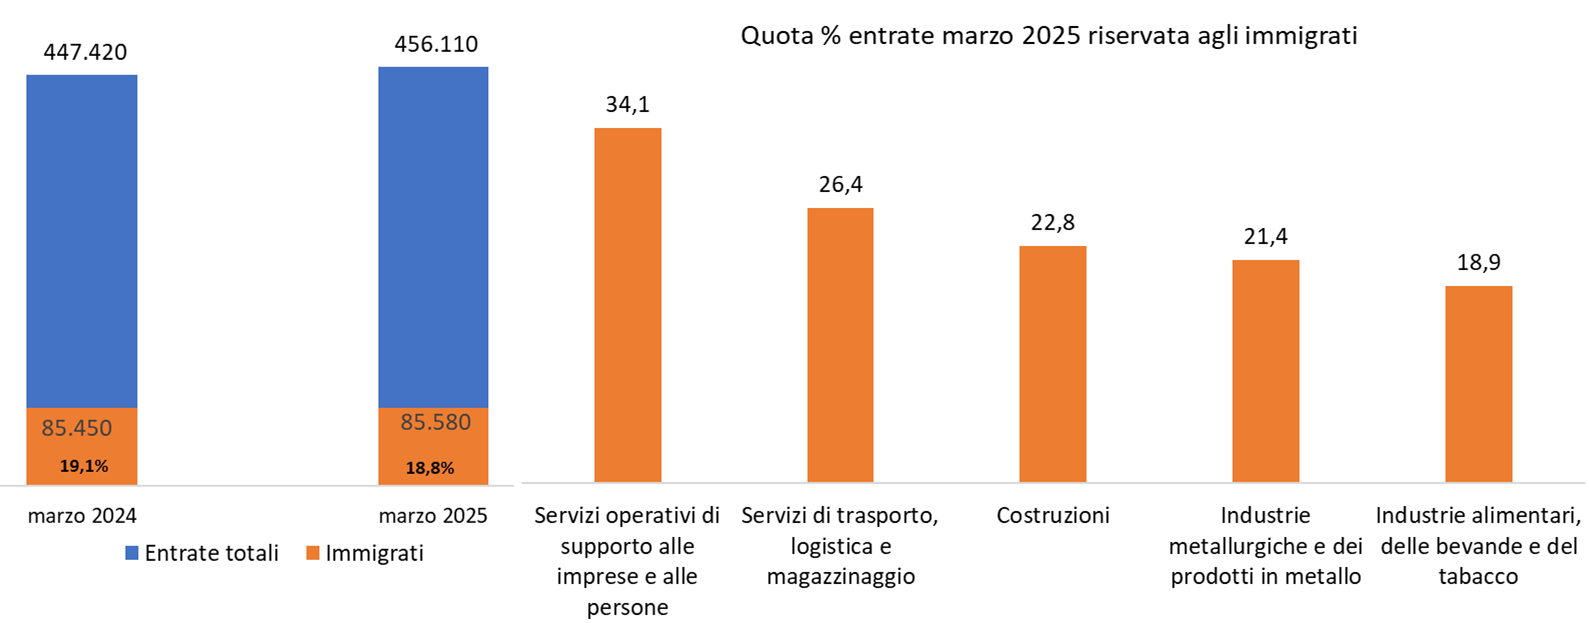 447.420
456.110
85.450
19,1%
85.580
18,8%
marzo 2024
marzo 2025
Entrate totali
Immigrati
Quota % entrate marzo 2025 riservata agli immigrati
34,1
26,4
22,8
21,4
18,9
Servizi operativi di
supporto alle
imprese e alle
persone
Servizi di trasporto,
logistica e
magazzinaggio
Costruzioni
Industrie
metallurgiche e dei
prodotti in metallo
Industrie alimentari,
delle bevande e del
tabacco